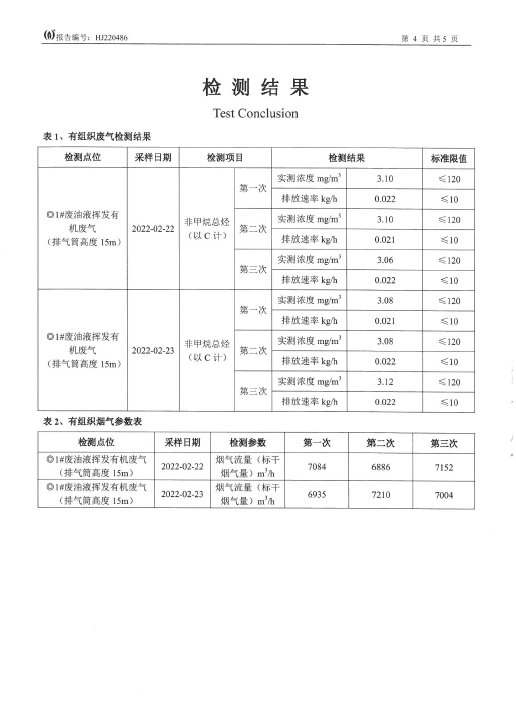 报告编号：HJ220486 第 4 页 共5 页
检 测 结 果
Test Conclusion
表 1、有组织废气检测结果
检测点位 采样日期 检测项目 检测结果 标准限值
◎1#废油液挥发有机废气（排气筒高度 15m） 2022-02-22 非甲烷总烃（以 C 计） 第一次 实测浓度 mg/m³ 3.10 ≤120
排放速率 kg/h 0.022 ≤10
第二次 实测浓度 mg/m³ 3.10 ≤120
排放速率 kg/h 0.021 ≤10
第三次 实测浓度 mg/m³ 3.06 ≤120
排放速率 kg/h 0.022 ≤10
◎1#废油液挥发有机废气（排气筒高度 15m） 2022-02-23 非甲烷总烃（以 C 计） 第一次 实测浓度 mg/m³ 3.08 ≤120
排放速率 kg/h 0.021 ≤10
第二次 实测浓度 mg/m³ 3.08 ≤120
排放速率 kg/h 0.022 ≤10
第三次 实测浓度 mg/m³ 3.12 ≤120
排放速率 kg/h 0.022 ≤10
表 2、有组织烟气参数表
检测点位 采样日期 检测参数 第一次 第二次 第三次
◎1#废油液挥发有机废气（排气筒高度 15m） 2022-02-22 烟气流量（标干烟气量）m³/h 7084 6886 7152
◎1#废油液挥发有机废气（排气筒高度 15m） 2022-02-23 烟气流量（标干烟气量）m³/h 6935 7210 7004